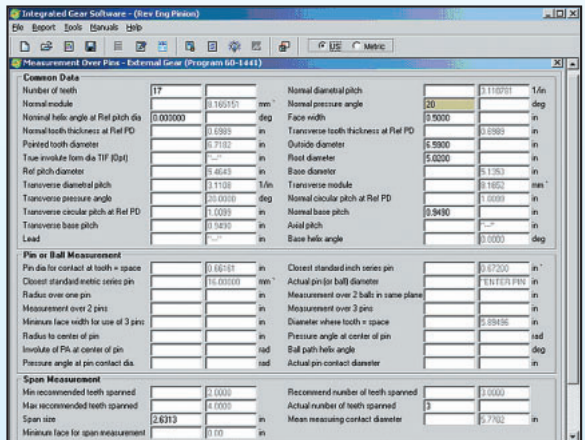 Integrated Gear Software - (Rev Eng Pinion)
File Report Tools Manuals Help
US Metric
Measurement Over Pins - External Gear (Program 60-1441)
Common Data
Number of teeth 17 Normal diametral pitch 3.110781 1/in
Normal module 8.165151 mm Normal pressure angle 20 deg
Nominal helix angle at Ref pitch dia 0.000000 deg Face width 0.5000 in
Normal tooth thickness at Ref PD 0.6989 in Transverse tooth thickness at Ref PD 0.6989 in
Pointed tooth diameter 6.7182 in Outside diameter 6.5900 in
True involute form dia TIF (Opt) "--" in Root diameter 5.0200 in
Ref pitch diameter 5.4649 in Base diameter 5.1353 in
Transverse diametral pitch 3.1108 1/in Transverse module 8.1652 mm
Transverse pressure angle 20.0000 deg Normal circular pitch at Ref PD 1.0099 in
Transverse circular pitch at Ref PD 1.0099 in Normal base pitch 0.9490 in
Transverse base pitch 0.9490 in Axial pitch "--" in
Lead "--" in Base helix angle 0.0000 deg
Pin or Ball Measurement
Pin dia for contact at tooth = space 0.66161 in Closest standard inch series pin 0.67200 in
Closest standard metric series pin 16.00000 mm Actual pin (or ball) diameter "ENTER PIN in
Radius over one pin in Measurement over 2 balls in same plane in
Measurement over 2 pins in Measurement over 3 pins in
Minimum face width for use of 3 pins in Diameter where tooth = space 5.89496 in
Radius to center of pin in Pressure angle at center of pin rad
Involute of PA at center of pin rad Ball path helix angle deg
Pressure angle at pin contact dia. rad Actual pin contact diameter in
Span Measurement
Min recommended teeth spanned 2.0000 Recommend number of teeth spanned 3.0000
Max recommended teeth spanned 4.0000 Actual number of teeth spanned 3
Span size 2.6313 in Mean measuring contact diameter 5.7702 in
Minimum face for span measurement 0.00 in